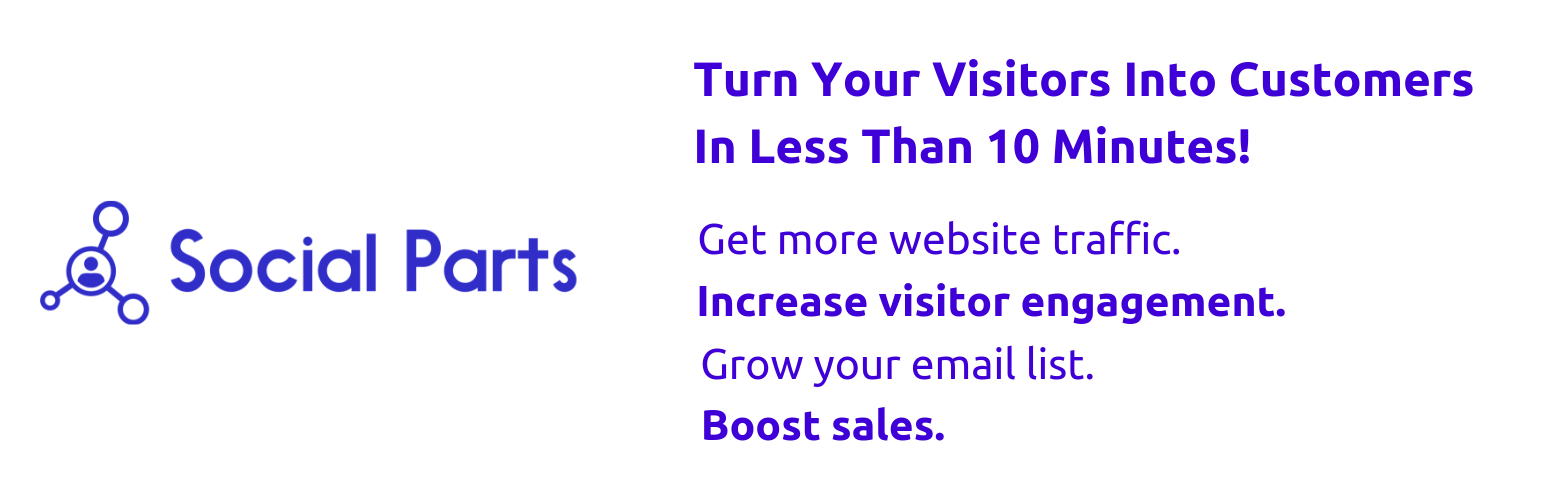 Social Parts
Turn Your Visitors Into Customers
In Less Than 10 Minutes!
Get more website traffic.
Increase visitor engagement.
Grow your email list.
Boost sales.